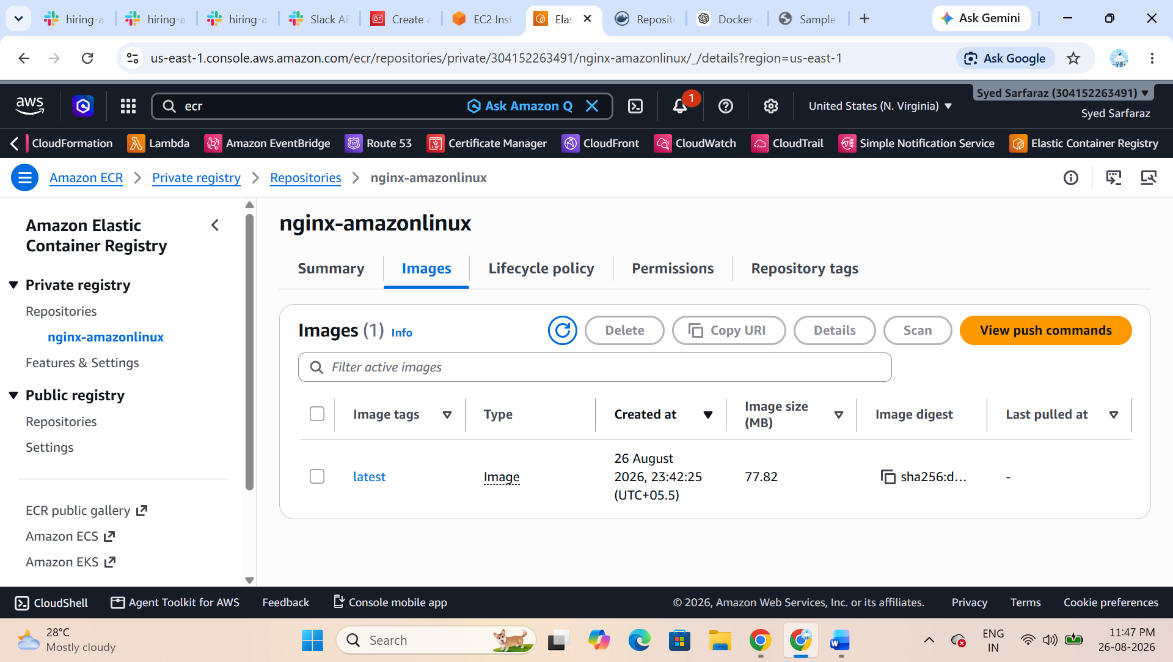 hiring-a
hiring-a
hiring-a
Slack AP
Create a
EC2 Inst
Elas
Reposit
Docker
Sample
Ask Gemini
us-east-1.console.aws.amazon.com/ecr/repositories/private/304152263491/nginx-amazonlinux/_/details?region=us-east-1
Ask Google
aws
ecr
Ask Amazon Q
1
United States (N. Virginia)
Syed Sarfaraz (304152263491)
Syed Sarfaraz
CloudFormation
Lambda
Amazon EventBridge
Route 53
Certificate Manager
CloudFront
CloudWatch
CloudTrail
Simple Notification Service
Elastic Container Registry
Amazon ECR
Private registry
Repositories
nginx-amazonlinux
Amazon Elastic
Container Registry
Private registry
Repositories
nginx-amazonlinux
Features & Settings
Public registry
Repositories
Settings
ECR public gallery
Amazon ECS
Amazon EKS
nginx-amazonlinux
Summary
Images
Lifecycle policy
Permissions
Repository tags
Images (1) Info
Delete
Copy URI
Details
Scan
View push commands
Filter active images
Image tags
Type
Created at
Image size
(MB)
Image digest
Last pulled at
latest
Image
26 August
2026, 23:42:25
(UTC+05.5)
77.82
sha256:d...
-
CloudShell
Agent Toolkit for AWS
Feedback
Console mobile app
© 2026, Amazon Web Services, Inc. or its affiliates.
Privacy
Terms
Cookie preferences
28°C
Mostly cloudy
Search
ENG
IN
11:47 PM
26-08-2026